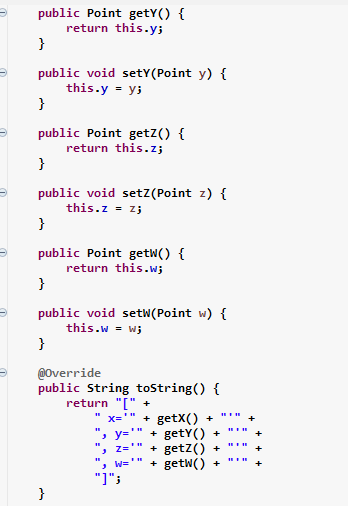 public Point getY() {
return this.y;
}
public void setY(Point y) {
this.y = y;
}
public Point getZ() {
return this.z;
}
public void setZ(Point z) {
this.z = z;
}
public Point getW() {
return this.w;
}
public void setW(Point w) {
this.w = w;
}
@Override
public String toString() {
return "[" +
" x='" + getX() + "'" +
", y='" + getY() + "'" +
", z='" + getZ() + "'" +
", w='" + getW() + "'" +
"]";
}